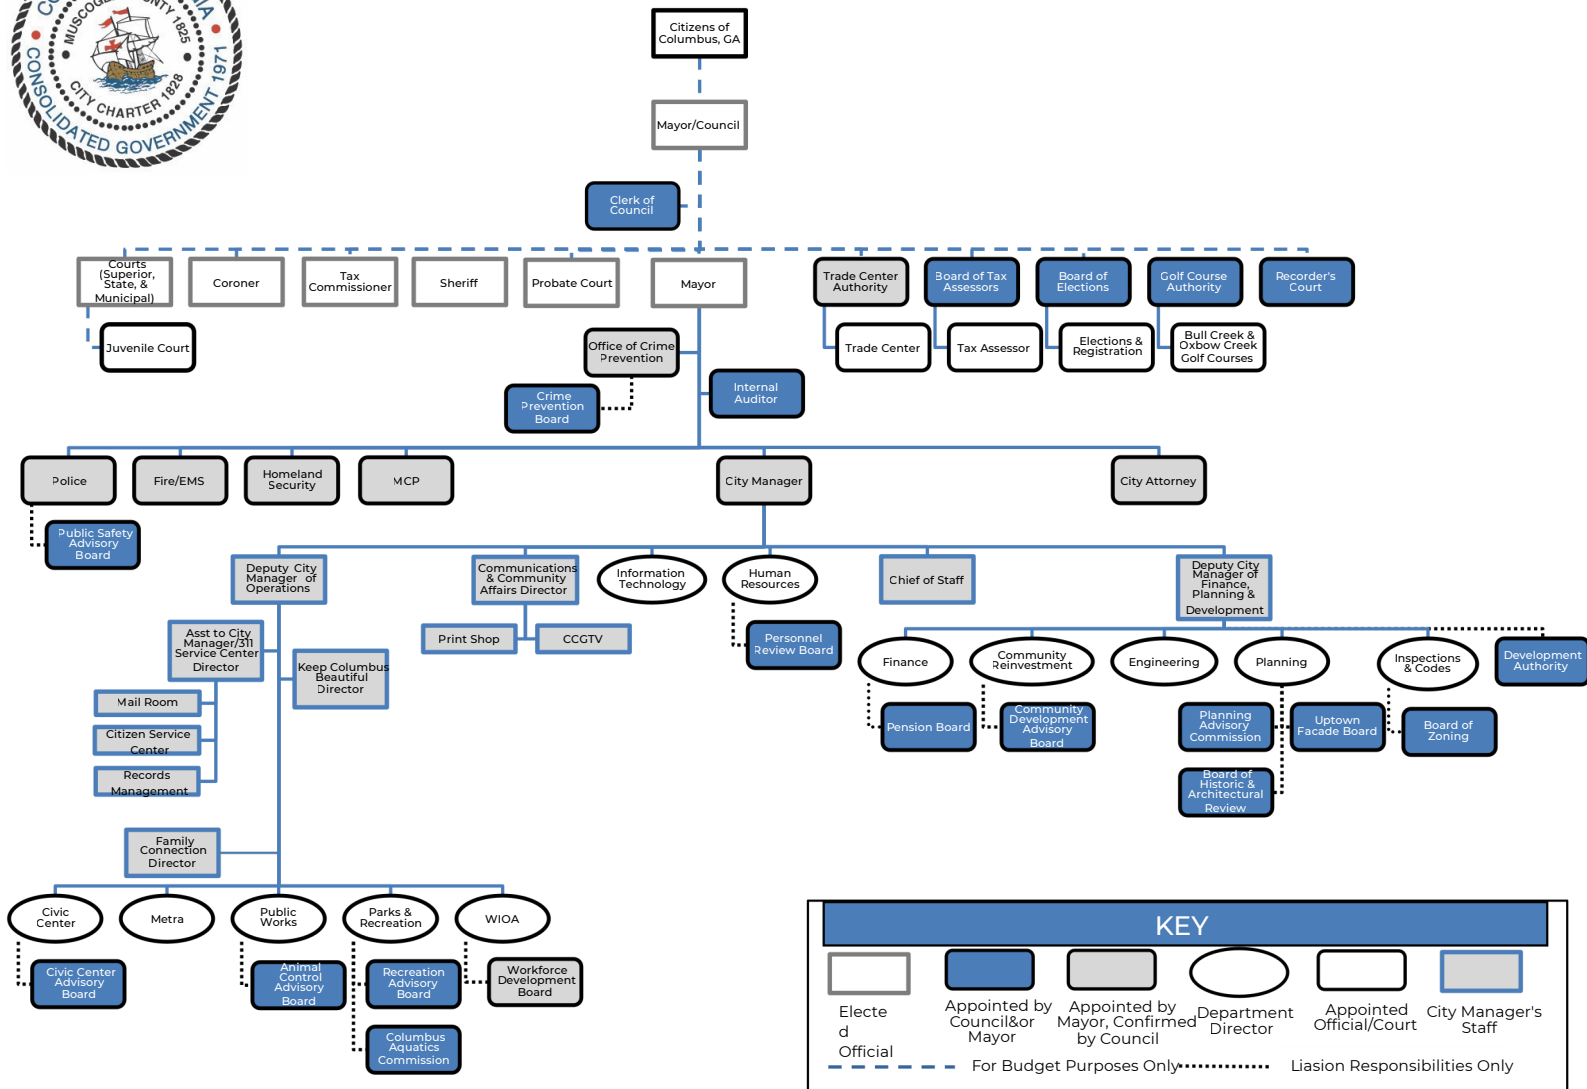 MUSCOGEE COUNTY 1825
CITY CHARTER 1828
CONSOLIDATED GOVERNMENT 1971
Citizens of
Columbus, GA
Mayor/Council
Clerk of
Council
Courts
(Superior,
State, &
Municipal)
Coroner
Tax
Commissioner
Sheriff
Probate Court
Mayor
Trade Center
Authority
Board of Tax
Assessors
Board of
Elections
Golf Course
Authority
Recorder's
Court
Juvenile Court
Office of Crime
Prevention
Trade Center
Tax Assessor
Elections &
Registration
Bull Creek &
Oxbow Creek
Golf Courses
Crime
Prevention
Board
Internal
Auditor
Police
Fire/EMS
Homeland
Security
MCP
City Manager
City Attorney
Public Safety
Advisory
Board
Deputy City
Manager of
Operations
Communications
& Community
Affairs Director
Information
Technology
Human
Resources
Chief of Staff
Deputy City
Manager of
Finance,
Planning &
Development
Asst to City
Manager/311
Service Center
Director
Print Shop
CCGTV
Personnel
Review Board
Keep Columbus
Beautiful
Director
Finance
Community
Reinvestment
Engineering
Planning
Inspections
& Codes
Development
Authority
Mail Room
Citizen Service
Center
Records
Management
Pension Board
Community
Development
Advisory
Board
Planning
Advisory
Commission
Uptown
Facade Board
Board of
Zoning
Board of
Historic &
Architectural
Review
Family
Connection
Director
Civic
Center
Metra
Public
Works
Parks &
Recreation
WIOA
Civic Center
Advisory
Board
Animal
Control
Advisory
Board
Recreation
Advisory
Board
Workforce
Development
Board
Columbus
Aquatics
Commission
KEY
Electe
d
Official
Appointed by
Council&or
Mayor
Appointed by
Mayor, Confirmed
by Council
Department
Director
Appointed
Official/Court
City Manager's
Staff
For Budget Purposes Only
Liasion Responsibilities Only